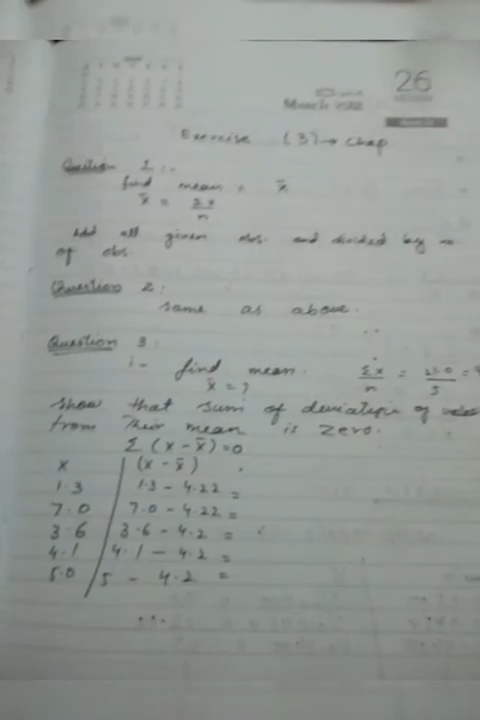 26
March
Exercise (3) → Chap
Question 1:-
find mean = x̄
x̄ = Σx/n
Add all given obs. and divided by no
of obs.
Question 2:
same as above.
Question 3:
i- find mean. Σx/n = /5 =
x̄ = ?
Show that sum of deviation of
from Their mean is zero.
Σ(x-x̄)=0
x (x-x̄)
1.3 1.3 - 4.22 =
7.0 7.0 - 4.22 =
3.6 3.6 - 4.2 =
4.1 4.1 - 4.2 =
5.0 5 - 4.2 =